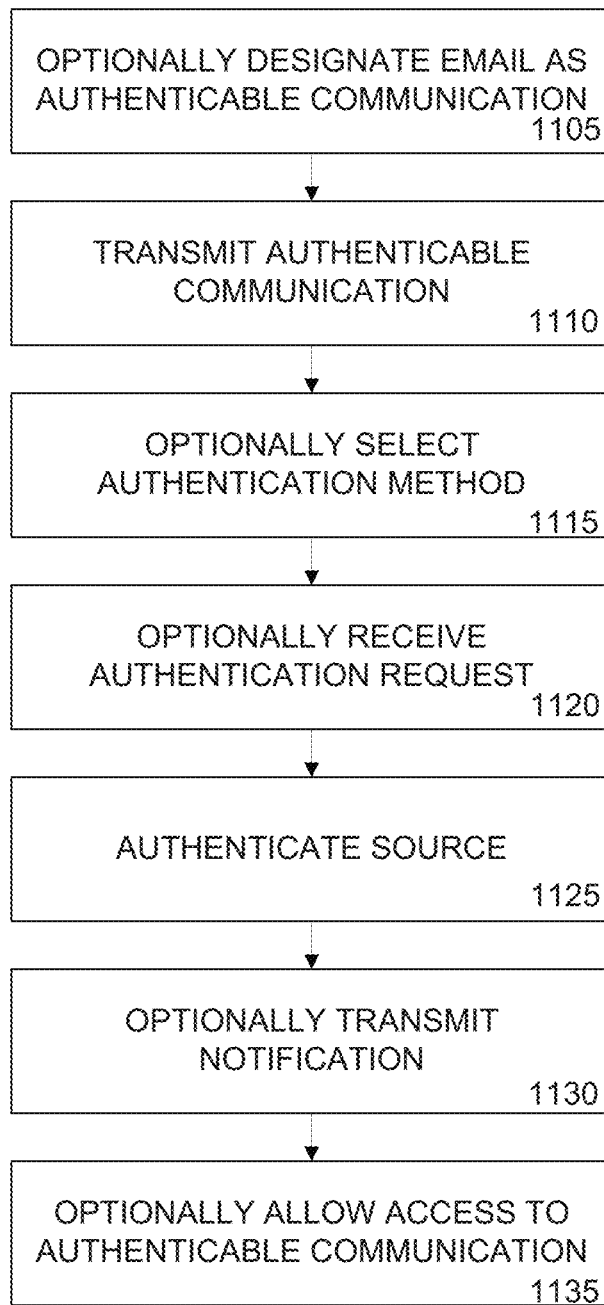 OPTIONALLY DESIGNATE EMAIL AS
AUTHENTICABLE COMMUNICATION
1105
TRANSMIT AUTHENTICABLE
COMMUNICATION
1110
OPTIONALLY SELECT
AUTHENTICATION METHOD
1115
OPTIONALLY RECEIVE
AUTHENTICATION REQUEST
1120
AUTHENTICATE SOURCE
1125
OPTIONALLY TRANSMIT
NOTIFICATION
1130
OPTIONALLY ALLOW ACCESS TO
AUTHENTICABLE COMMUNICATION
1135